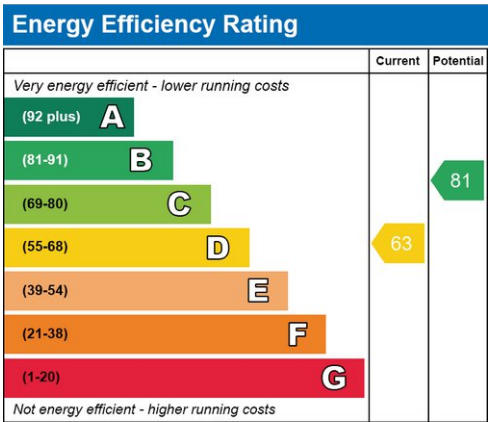 Energy Efficiency Rating
Current Potential
Very energy efficient - lower running costs
(92 plus) A
(81-91) B
81
(69-80) C
(55-68) D
63
(39-54) E
(21-38) F
(1-20) G
Not energy efficient - higher running costs